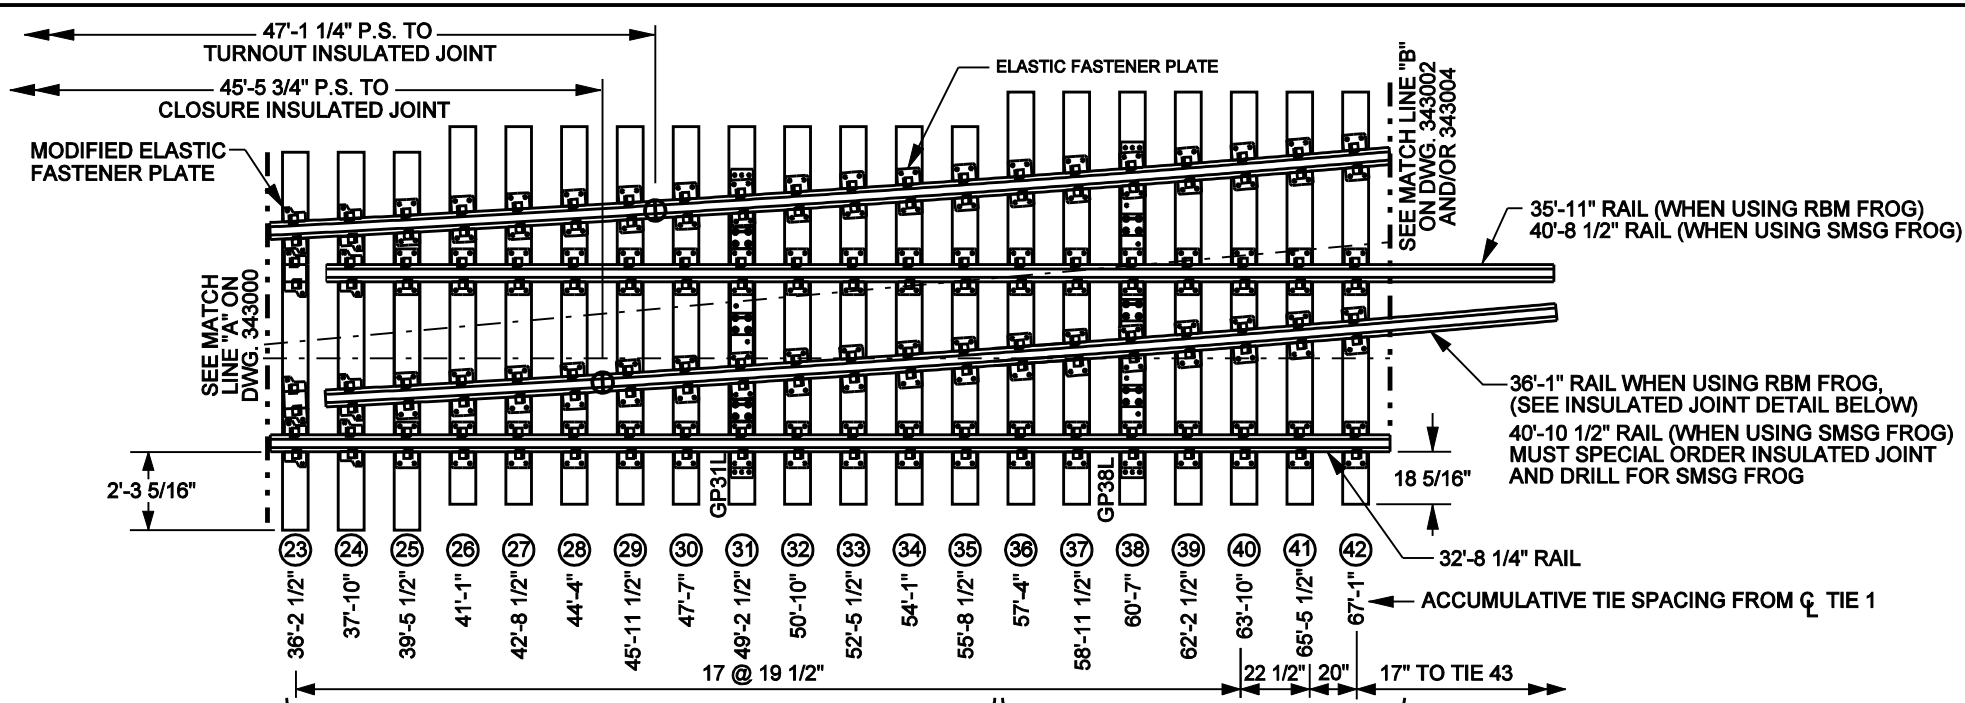 47'-1 1/4" P.S. TO
TURNOUT INSULATED JOINT
45'-5 3/4" P.S. TO
CLOSURE INSULATED JOINT
MODIFIED ELASTIC
FASTENER PLATE
ELASTIC FASTENER PLATE
SEE MATCH LINE "B"
ON DWG. 343002
AND/OR 343004
35'-11" RAIL (WHEN USING RBM FROG)
40'-8 1/2" RAIL (WHEN USING SMSG FROG)
SEE MATCH
LINE "A" ON
DWG. 343000
36'-1" RAIL WHEN USING RBM FROG,
(SEE INSULATED JOINT DETAIL BELOW)
40'-10 1/2" RAIL (WHEN USING SMSG FROG)
MUST SPECIAL ORDER INSULATED JOINT
AND DRILL FOR SMSG FROG
2'-3 5/16"
GP31L
GP38L
18 5/16"
23 24 25 26 27 28 29 30 31 32 33 34 35 36 37 38 39 40 41 42
32'-8 1/4" RAIL
36'-2 1/2"
37'-10"
39'-5 1/2"
41'-1"
42'-8 1/2"
44'-4"
45'-11 1/2"
47'-7"
49'-2 1/2"
50'-10"
52'-5 1/2"
54'-1"
55'-8 1/2"
57'-4"
58'-11 1/2"
60'-7"
62'-2 1/2"
63'-10"
65'-5 1/2"
67'-1"
ACCUMULATIVE TIE SPACING FROM ℄ TIE 1
17 @ 19 1/2"
22 1/2"
20"
17" TO TIE 43